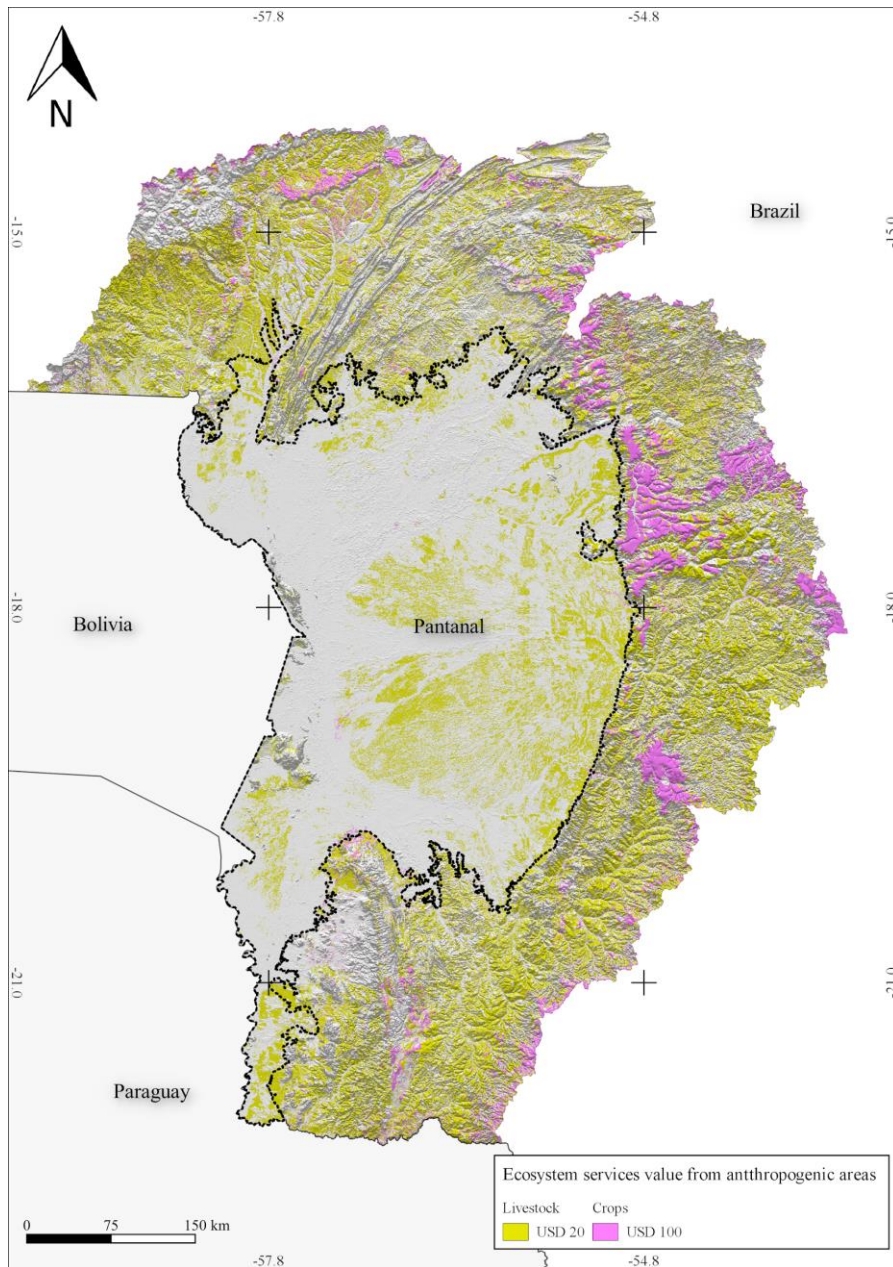 -57.8 -54.8
N
Brazil
-15.0 -15.0
Bolivia
-18.0 -18.0
Pantanal
-21.0 -21.0
Paraguay
Ecosystem services value from antthropogenic areas
Livestock Crops
USD 20 USD 100
0 75 150 km
-57.8 -54.8